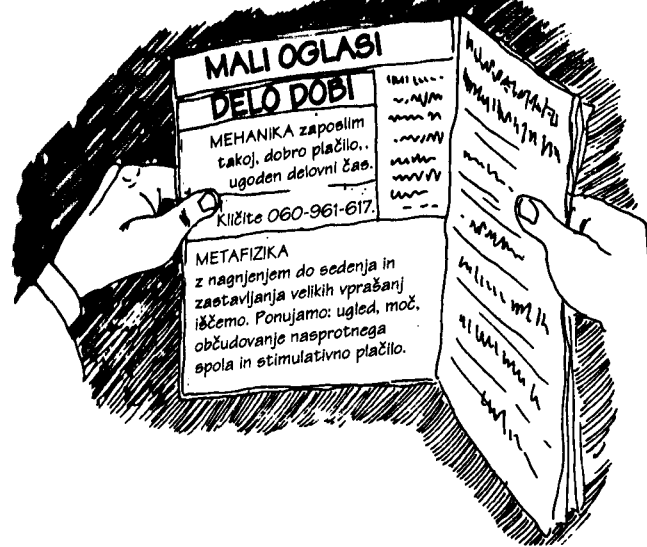 MALI OGLASI
DELO DOBI
MEHANIKA zaposlim
takoj, dobro plačilo,.
ugoden delovni čas.
Kličite 060-961-617.
METAFIZIKA
z nagnjenjem do sedenja in
zastavljanja velikih vprašanj
iščemo. Ponujamo: ugled, moč,
občudovanje nasprotnega
spola in stimulativno plačilo.